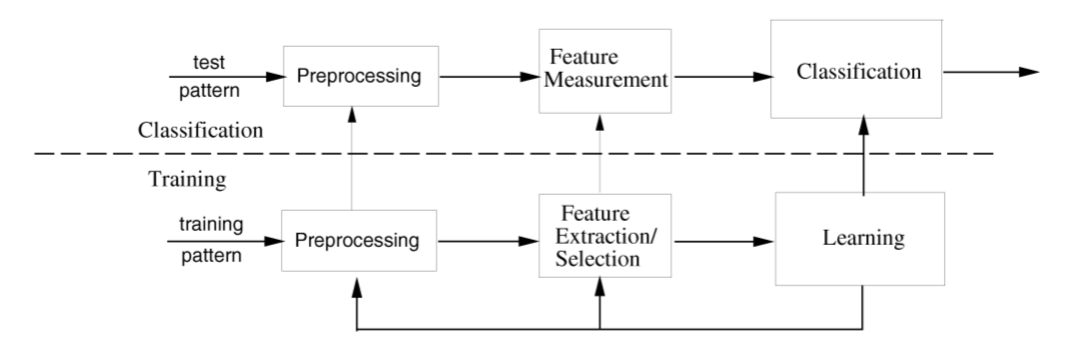 test
pattern
Preprocessing
Feature
Measurement
Classification
Classification
Training
training
pattern
Preprocessing
Feature
Extraction/
Selection
Learning